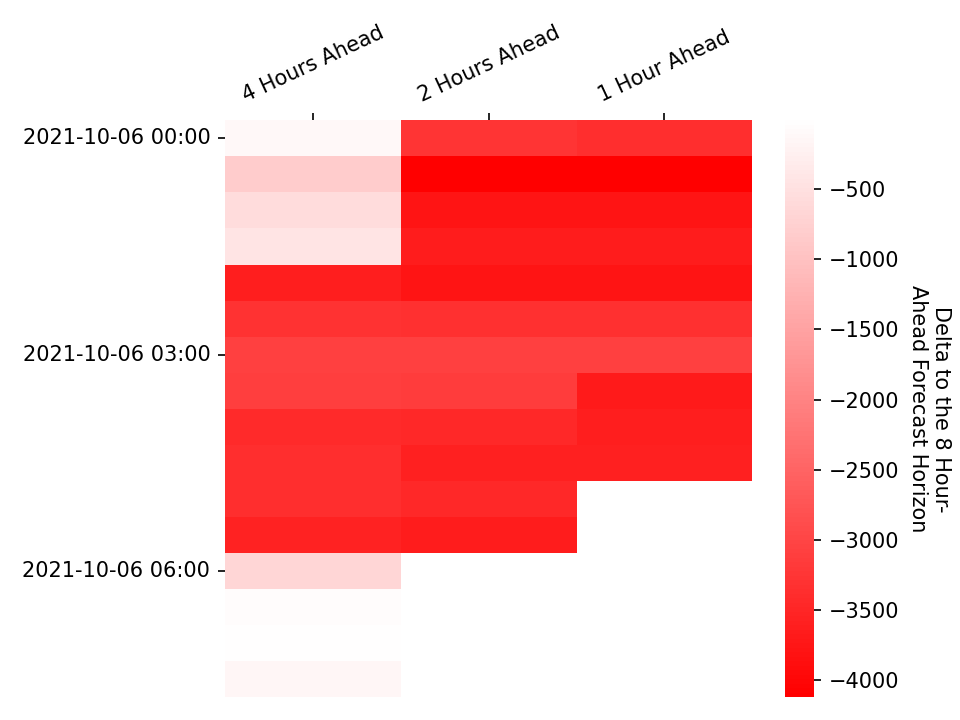 4 Hours Ahead
2 Hours Ahead
1 Hour Ahead
2021-10-06 00:00
2021-10-06 03:00
2021-10-06 06:00
−500
−1000
−1500
−2000
−2500
−3000
−3500
−4000
Delta to the 8 Hour-
Ahead Forecast Horizon